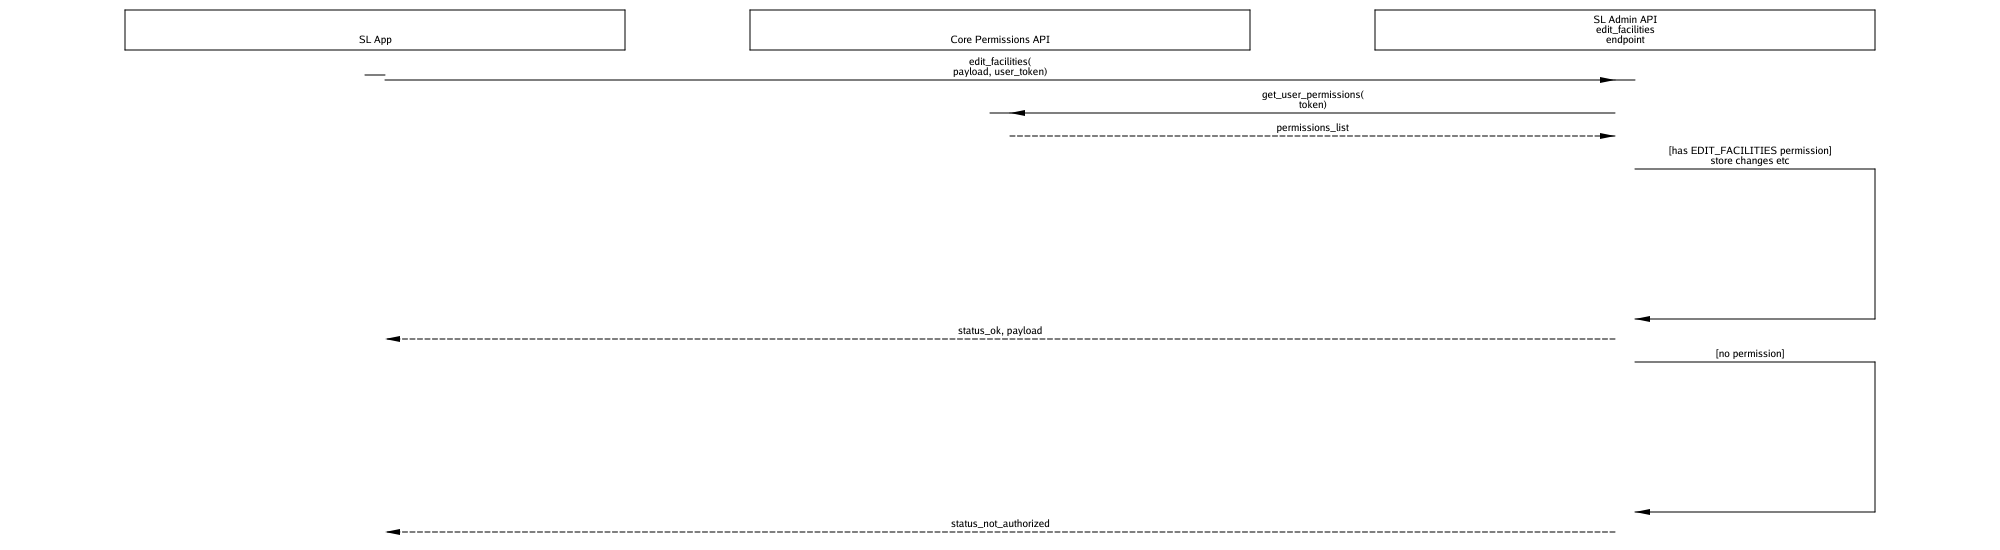 SL App
Core Permissions API
SL Admin API
edit_facilities
endpoint
edit_facilities(
payload, user_token)
get_user_permissions(
token)
permissions_list
[has EDIT_FACILITIES permission]
store changes etc
status_ok, payload
[no permission]
status_not_authorized